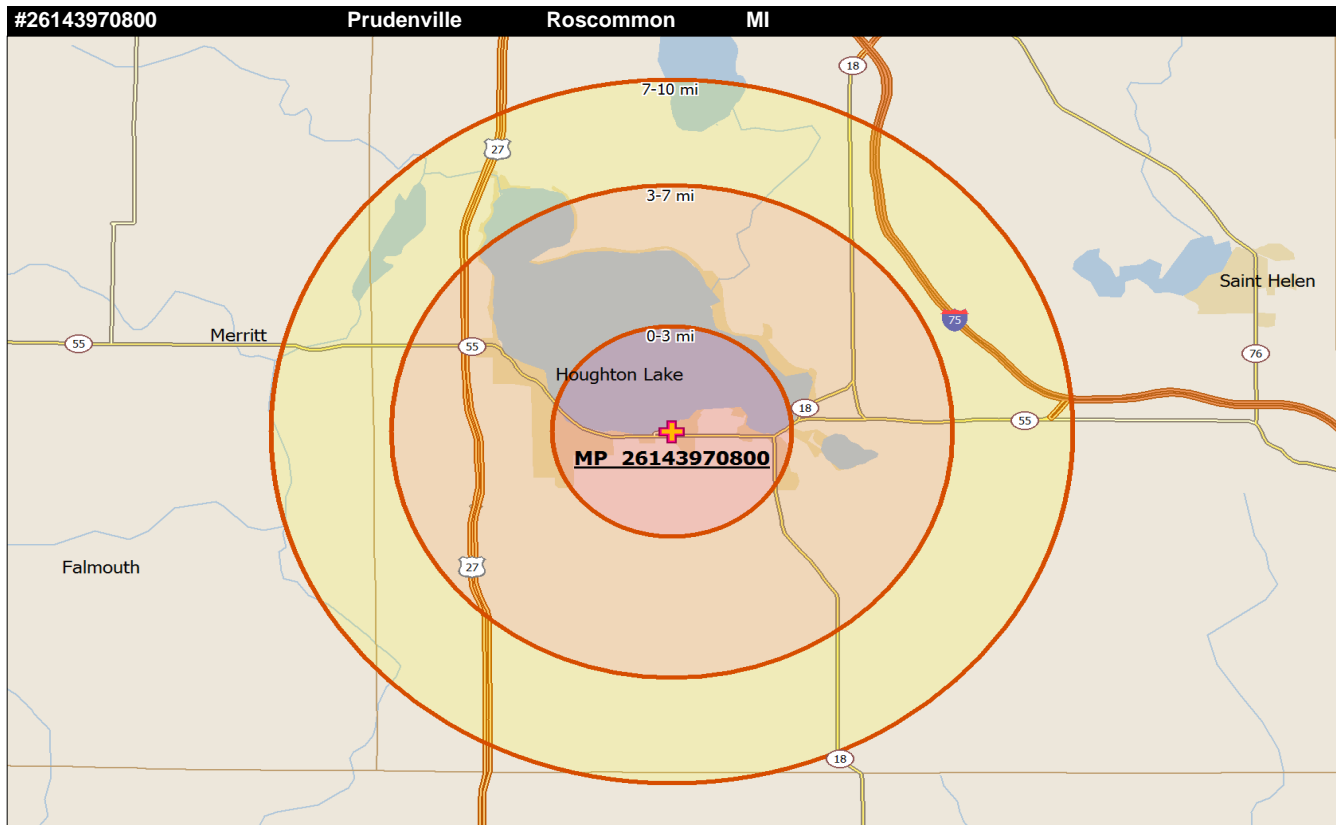 #26143970800 Prudenville Roscommon MI
18
7-10 mi
27
3-7 mi
Saint Helen
75
Merritt
0-3 mi
55
55
76
Houghton Lake
18
55
MP 26143970800
Falmouth
27
18